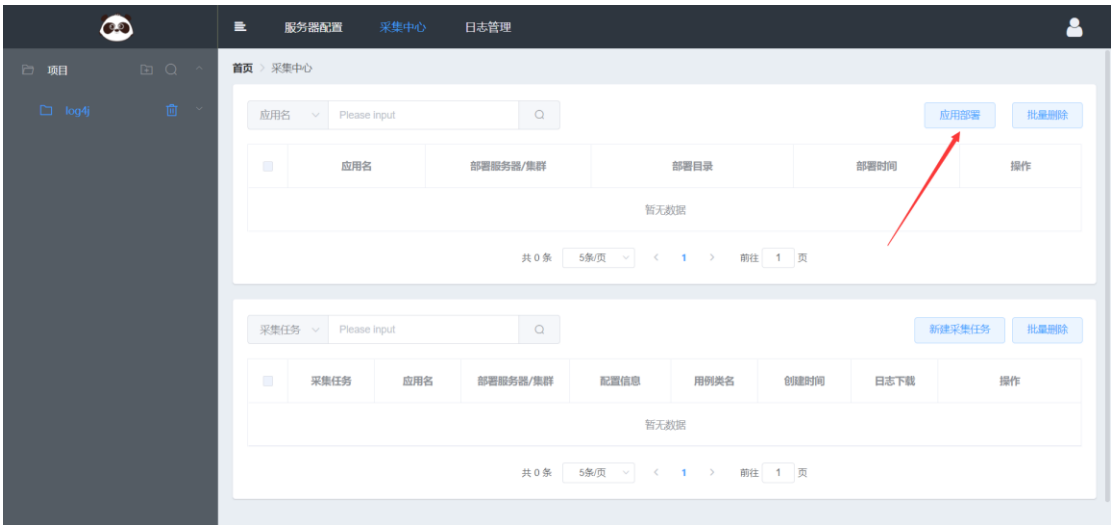 服务器配置 采集中心 日志管理
项目
log4j
首页 > 采集中心
应用名 Please input 应用部署 批量删除
应用名 部署服务器/集群 部署目录 部署时间 操作
暂无数据
共 0 条 5条/页 < 1 > 前往 1 页
采集任务 Please input 新建采集任务 批量删除
采集任务 应用名 部署服务器/集群 配置信息 用例类名 创建时间 日志下载 操作
暂无数据
共 0 条 5条/页 < 1 > 前往 1 页